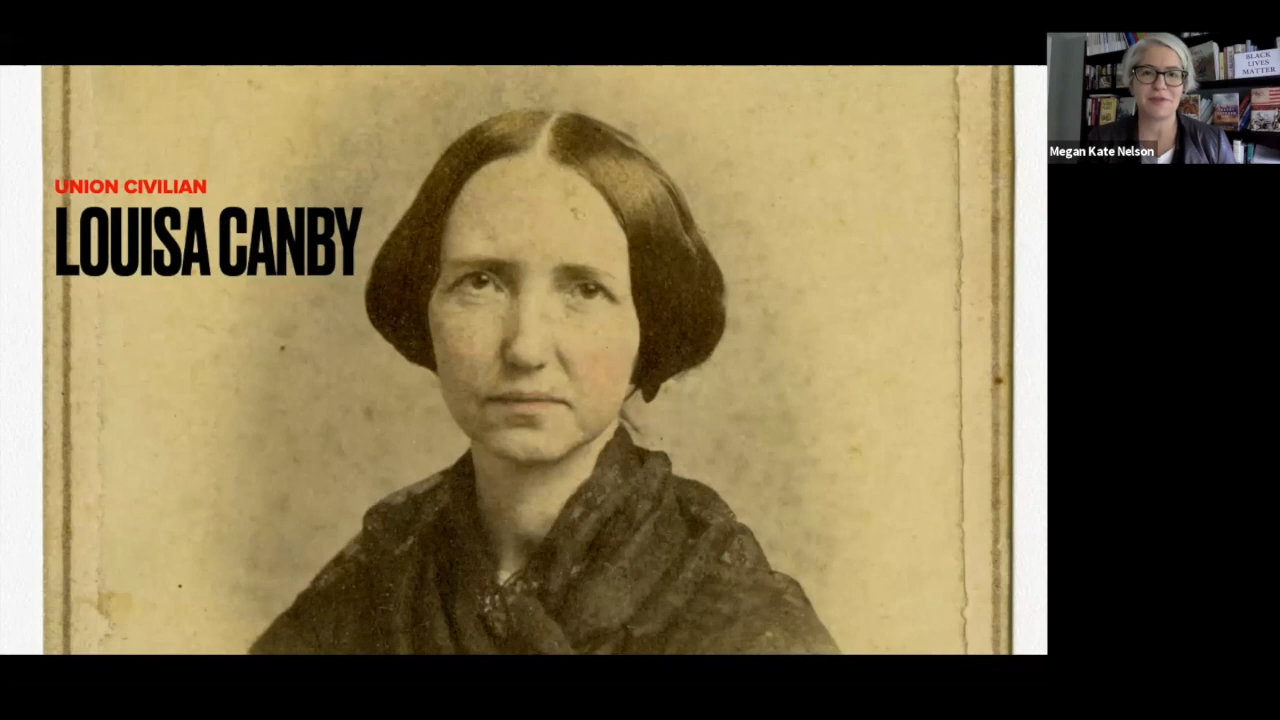 UNION CIVILIAN
LOUISA CANBY
BLACK
LIVES
MATTER
Megan Kate Nelson